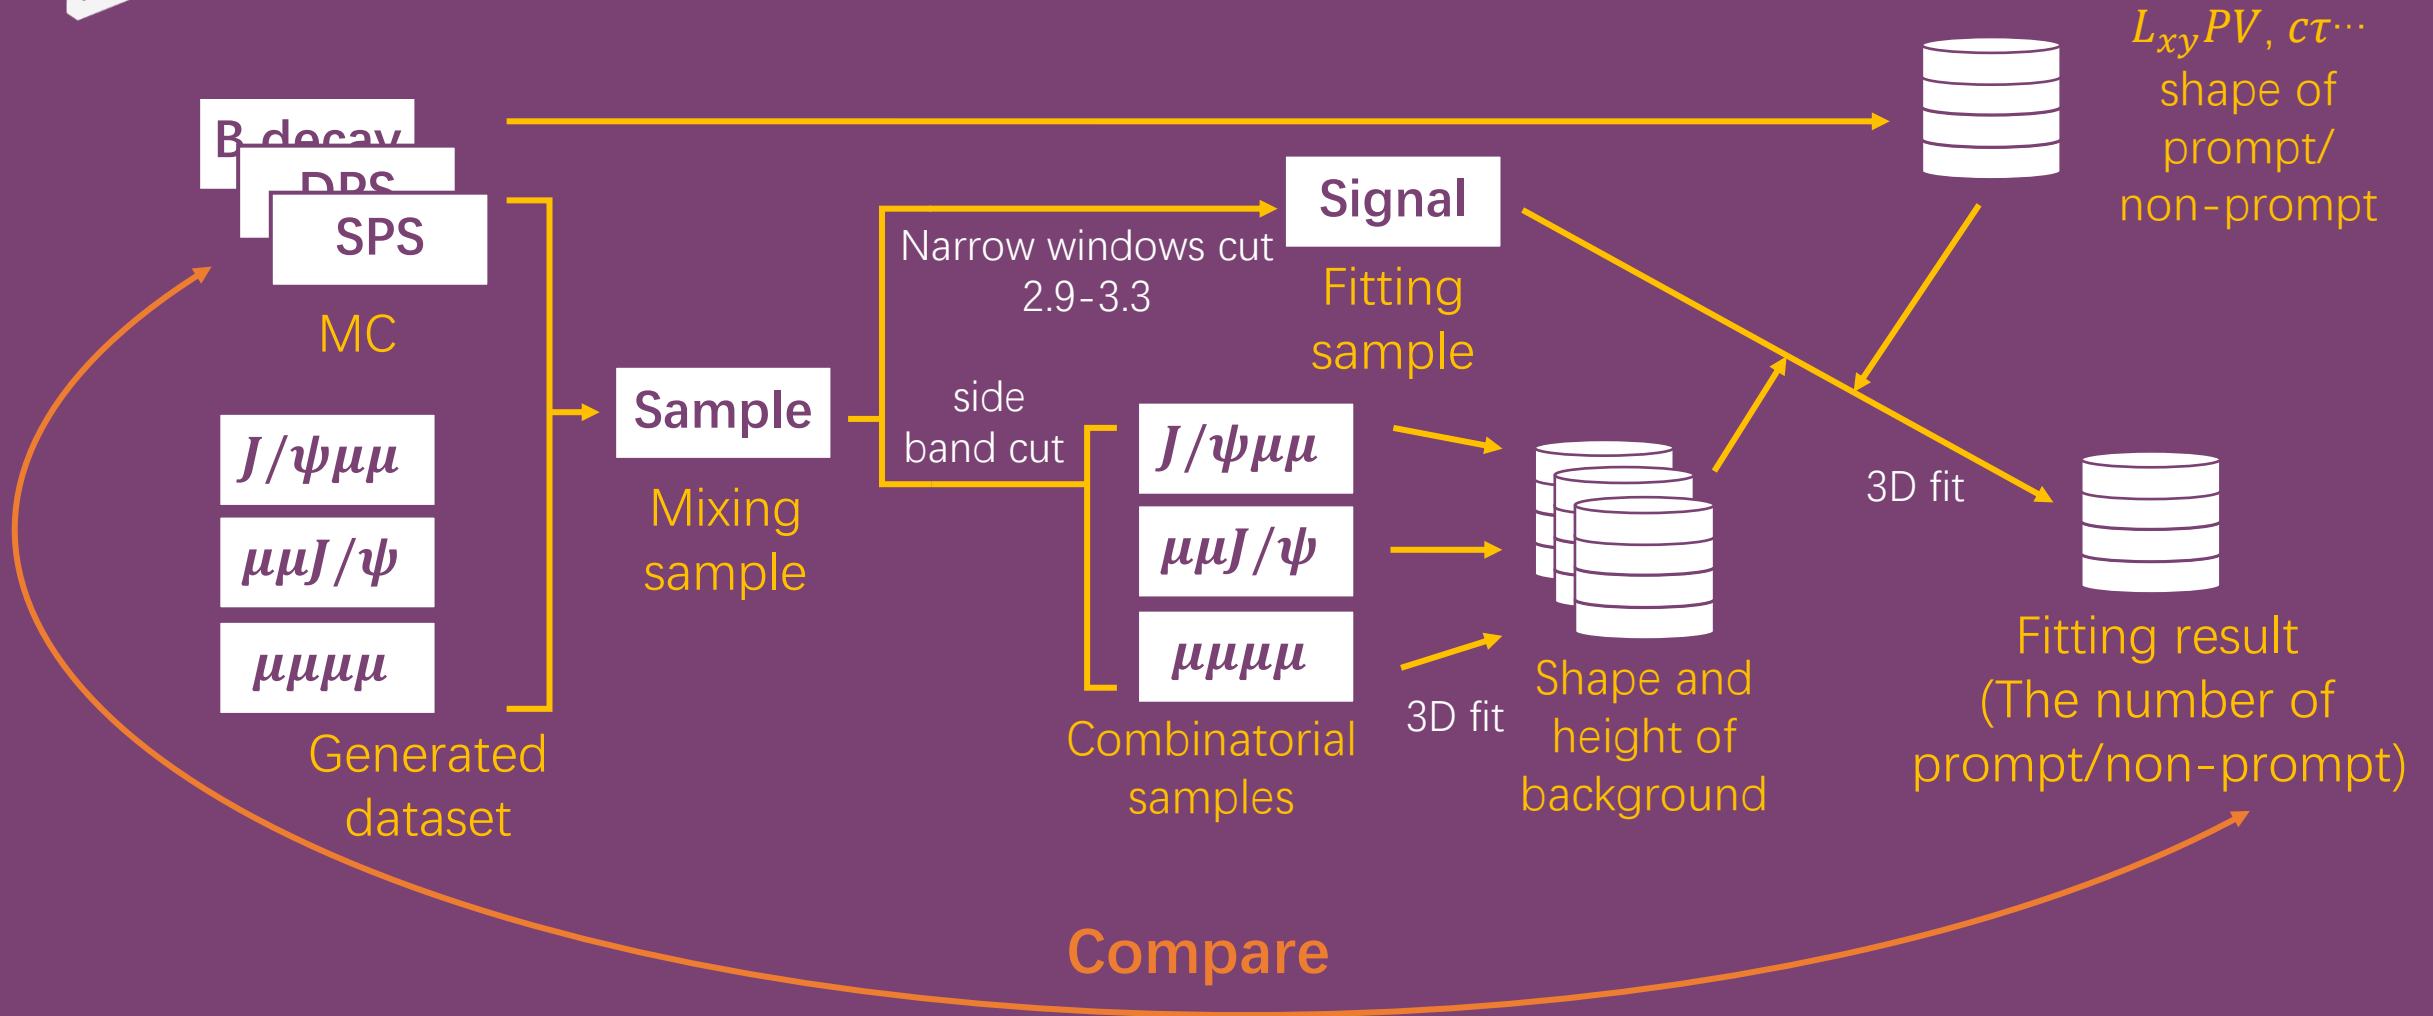 L_{xy}PV, cτ⋯
shape of
prompt/
non-prompt
B decay
DPS
SPS
MC
J/ψμμ
μμJ/ψ
μμμμ
Generated
dataset
Sample
Mixing
sample
Narrow windows cut
2.9-3.3
side
band cut
Signal
Fitting
sample
J/ψμμ
μμJ/ψ
μμμμ
Combinatorial
samples
3D fit
Shape and
height of
background
3D fit
Fitting result
(The number of
prompt/non-prompt)
Compare